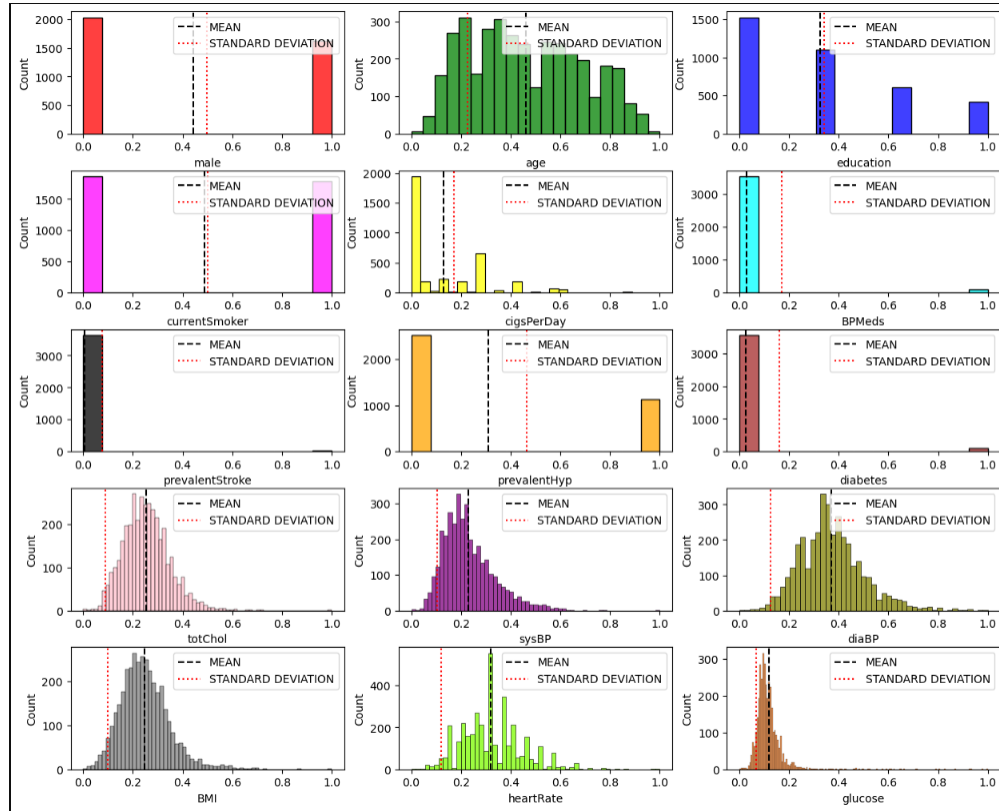 MEAN
STANDARD DEVIATION
Count
2000
1500
1000
500
0
0.0 0.2 0.4 0.6 0.8 1.0
male
MEAN
STANDARD DEVIATION
Count
300
200
100
0
0.0 0.2 0.4 0.6 0.8 1.0
age
MEAN
STANDARD DEVIATION
Count
1500
1000
500
0
0.0 0.2 0.4 0.6 0.8 1.0
education
MEAN
STANDARD DEVIATION
Count
1500
1000
500
0
0.0 0.2 0.4 0.6 0.8 1.0
currentSmoker
MEAN
STANDARD DEVIATION
Count
2000
1500
1000
500
0
0.0 0.2 0.4 0.6 0.8 1.0
cigsPerDay
MEAN
STANDARD DEVIATION
Count
3000
2000
1000
0
0.0 0.2 0.4 0.6 0.8 1.0
BPMeds
MEAN
STANDARD DEVIATION
Count
3000
2000
1000
0
0.0 0.2 0.4 0.6 0.8 1.0
prevalentStroke
MEAN
STANDARD DEVIATION
Count
2000
1000
0
0.0 0.2 0.4 0.6 0.8 1.0
prevalentHyp
MEAN
STANDARD DEVIATION
Count
3000
2000
1000
0
0.0 0.2 0.4 0.6 0.8 1.0
diabetes
MEAN
STANDARD DEVIATION
Count
200
100
0
0.0 0.2 0.4 0.6 0.8 1.0
totChol
MEAN
STANDARD DEVIATION
Count
300
200
100
0
0.0 0.2 0.4 0.6 0.8 1.0
sysBP
MEAN
STANDARD DEVIATION
Count
300
200
100
0
0.0 0.2 0.4 0.6 0.8 1.0
diaBP
MEAN
STANDARD DEVIATION
Count
200
100
0
0.0 0.2 0.4 0.6 0.8 1.0
BMI
MEAN
STANDARD DEVIATION
Count
400
200
0
0.0 0.2 0.4 0.6 0.8 1.0
heartRate
MEAN
STANDARD DEVIATION
Count
300
200
100
0
0.0 0.2 0.4 0.6 0.8 1.0
glucose